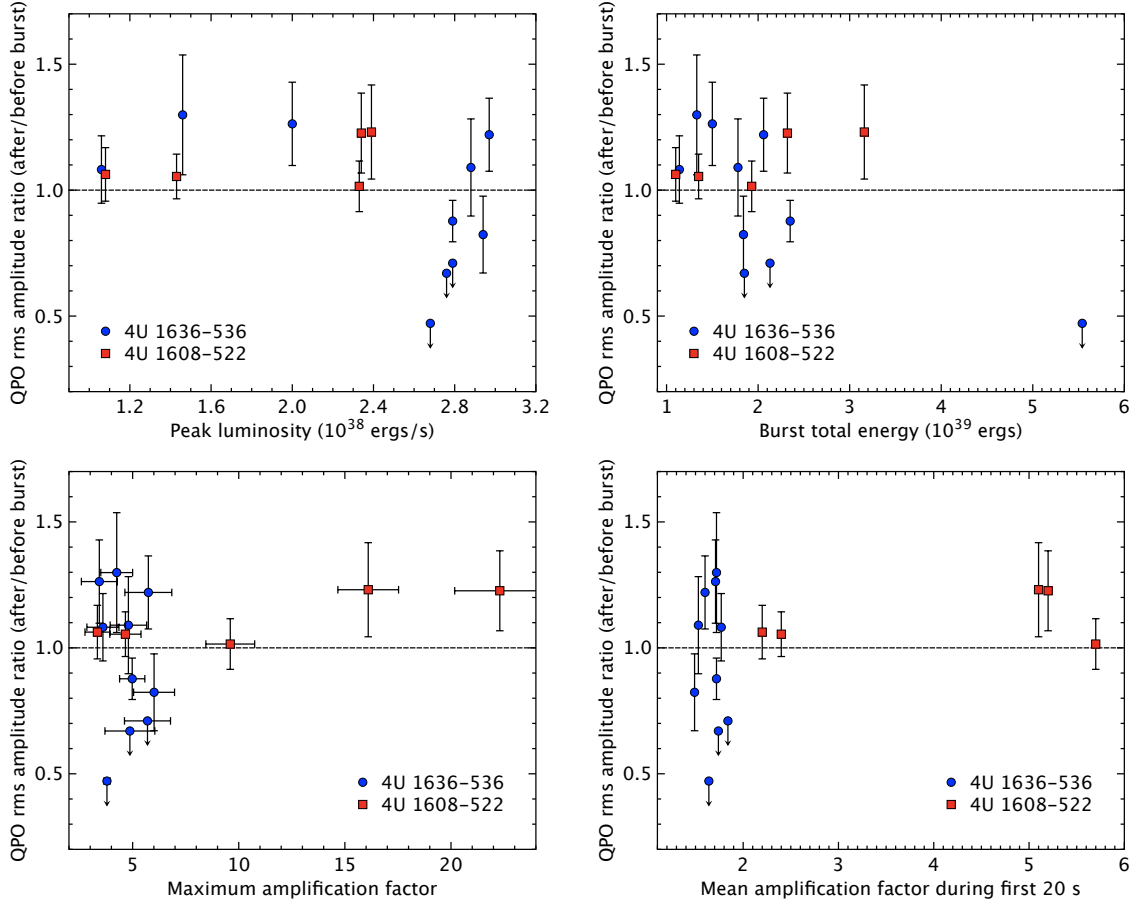 QPO rms amplitude ratio (after/before burst)
1.5
1.0
0.5
4U 1636−536
4U 1608−522
1.2 1.6 2.0 2.4 2.8 3.2
Peak luminosity (10³⁸ ergs/s)
QPO rms amplitude ratio (after/before burst)
1.5
1.0
0.5
4U 1636−536
4U 1608−522
1 2 3 4 5 6
Burst total energy (10³⁹ ergs)
QPO rms amplitude ratio (after/before burst)
1.5
1.0
0.5
4U 1636−536
4U 1608−522
5 10 15 20
Maximum amplification factor
QPO rms amplitude ratio (after/before burst)
1.5
1.0
0.5
4U 1636−536
4U 1608−522
2 3 4 5 6
Mean amplification factor during first 20 s